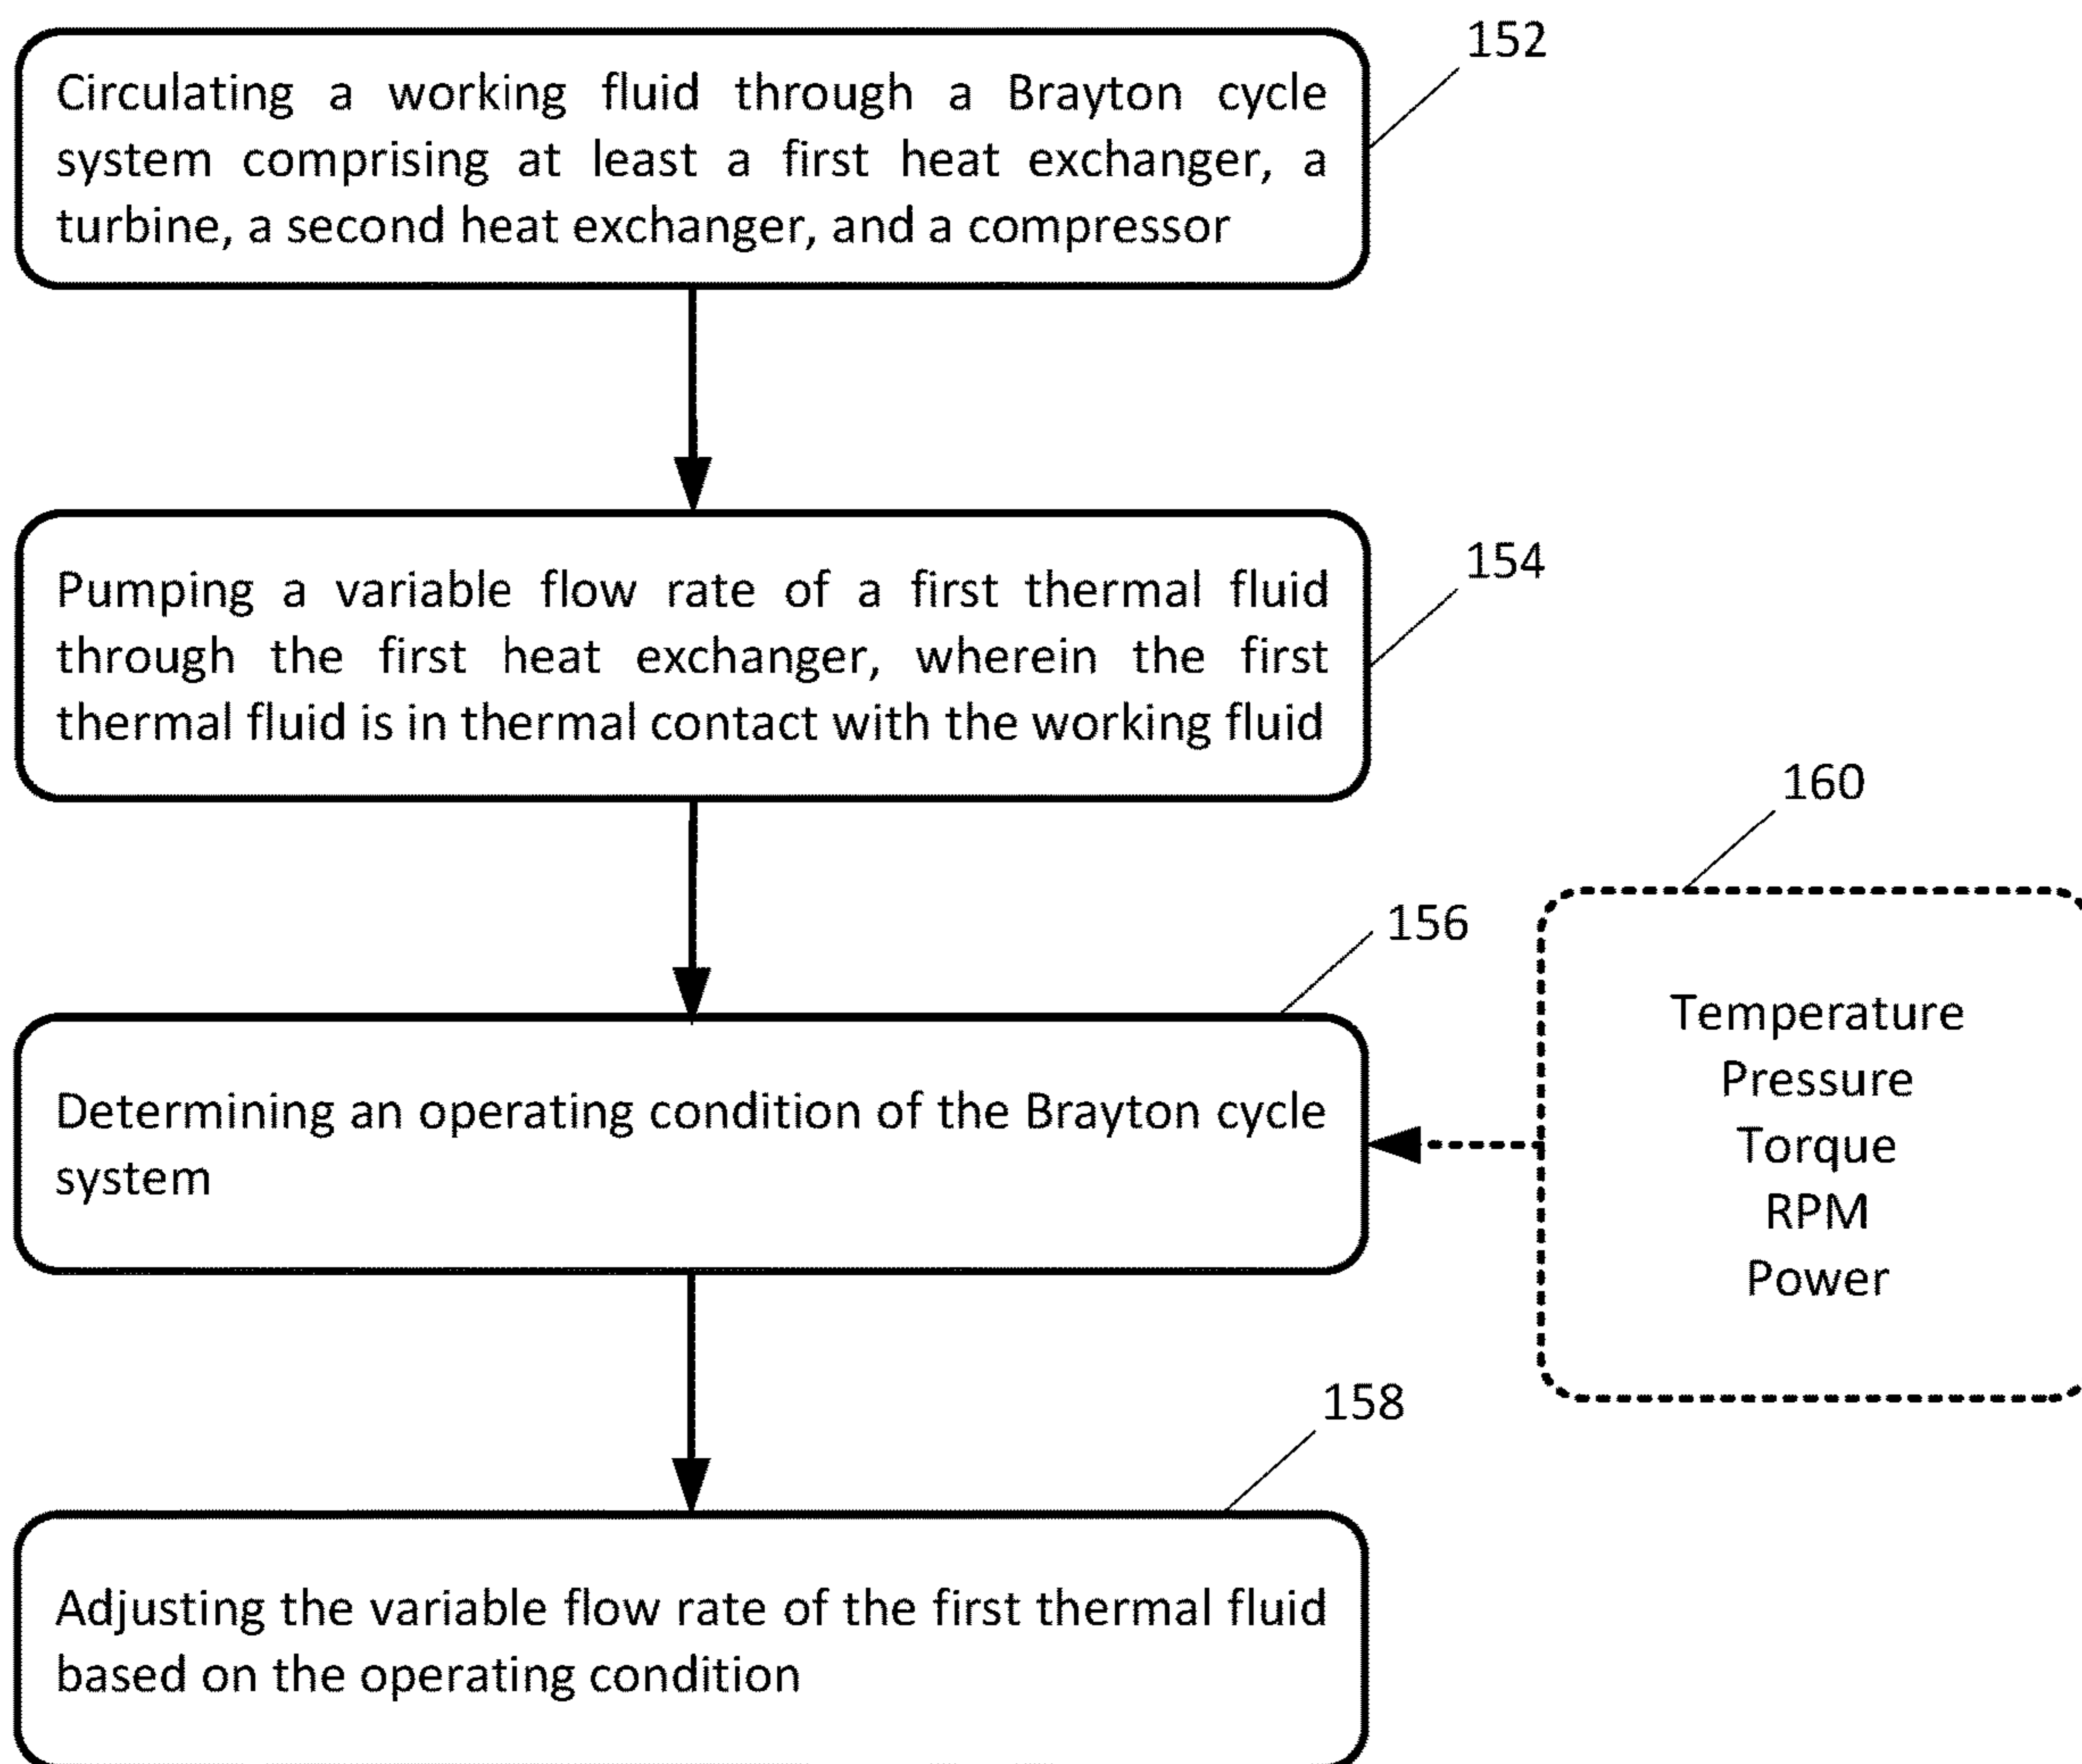 152
Circulating a working fluid through a Brayton cycle
system comprising at least a first heat exchanger, a
turbine, a second heat exchanger, and a compressor
154
Pumping a variable flow rate of a first thermal fluid
through the first heat exchanger, wherein the first
thermal fluid is in thermal contact with the working fluid
160
156
Temperature
Pressure
Torque
RPM
Power
Determining an operating condition of the Brayton cycle
system
158
Adjusting the variable flow rate of the first thermal fluid
based on the operating condition